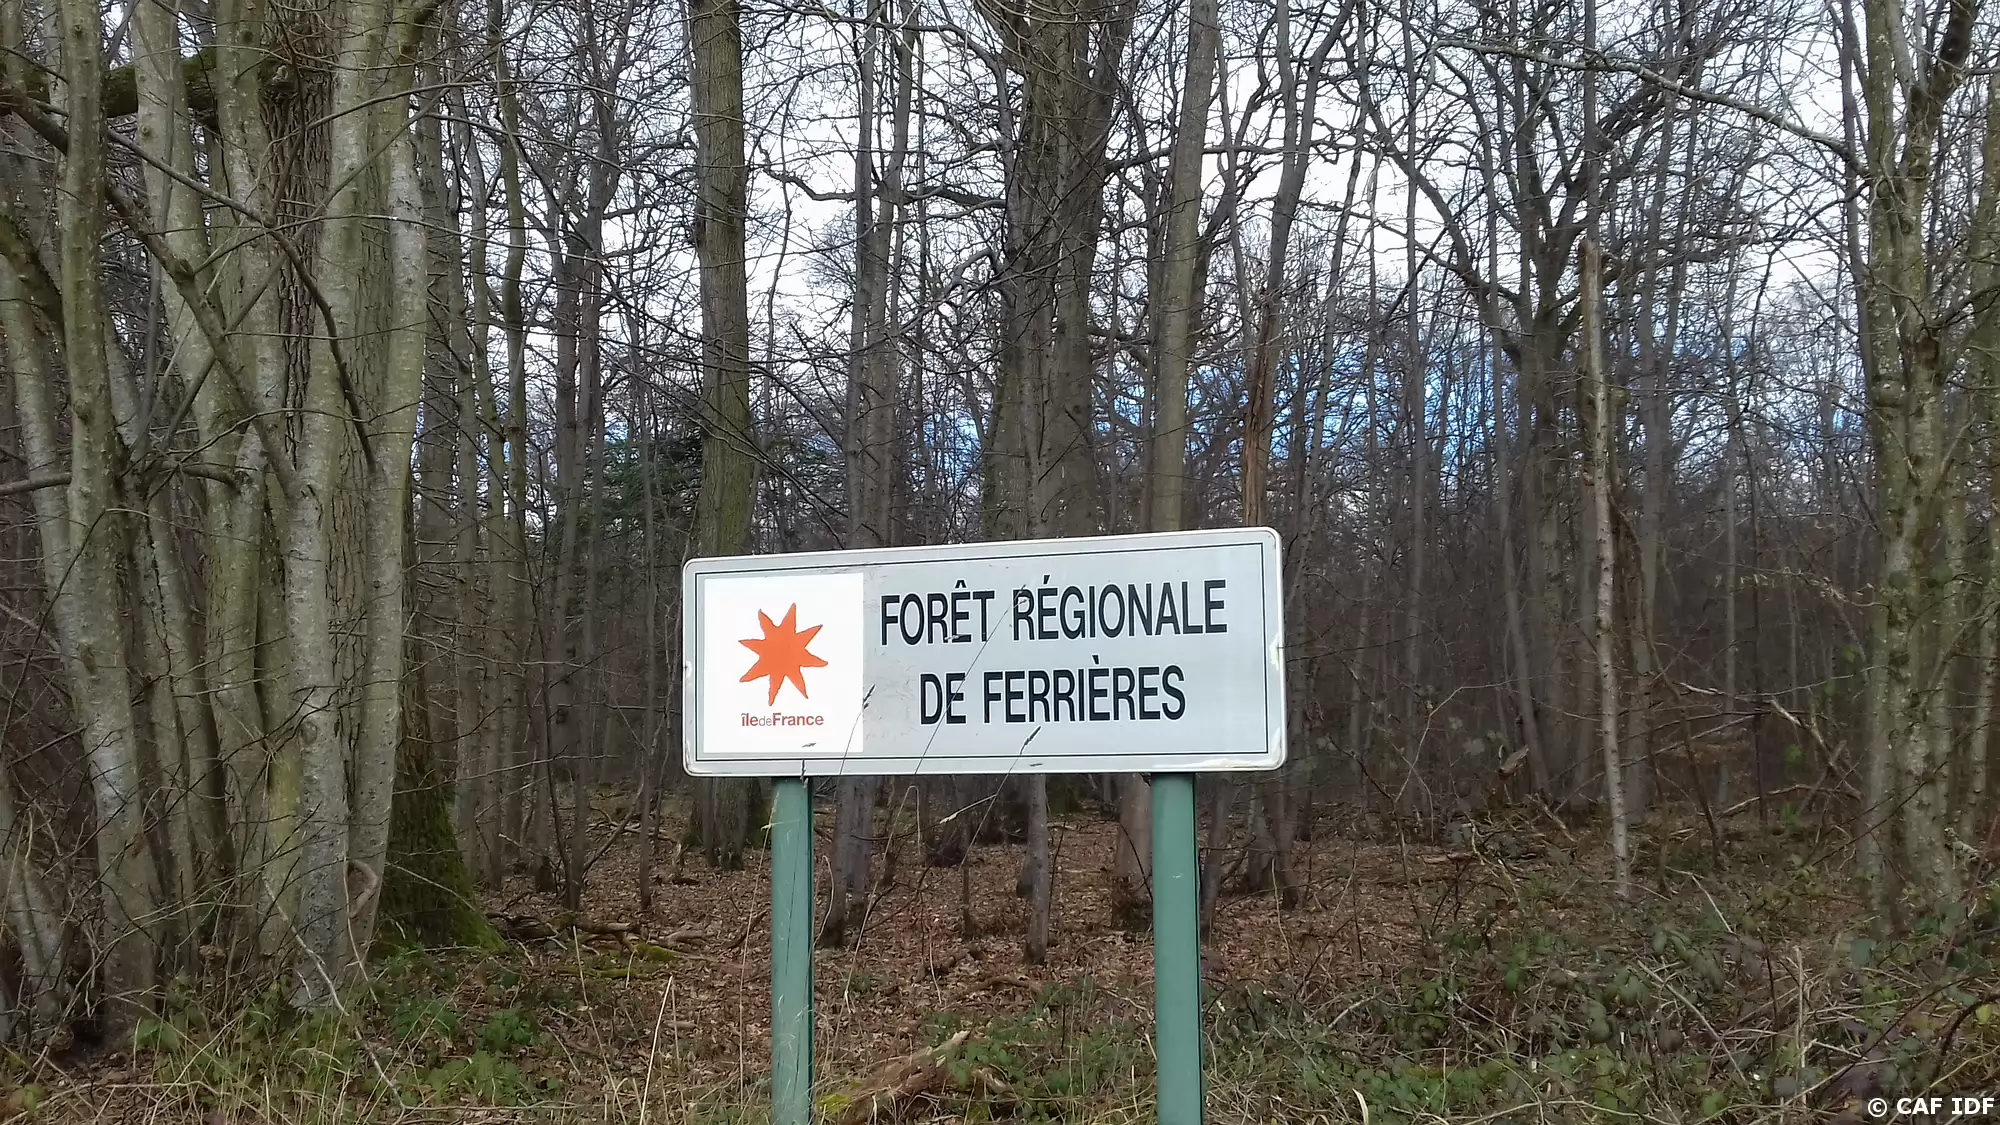 FORÊT RÉGIONALE
DE FERRIÈRES
îledeFrance
© CAF IDF